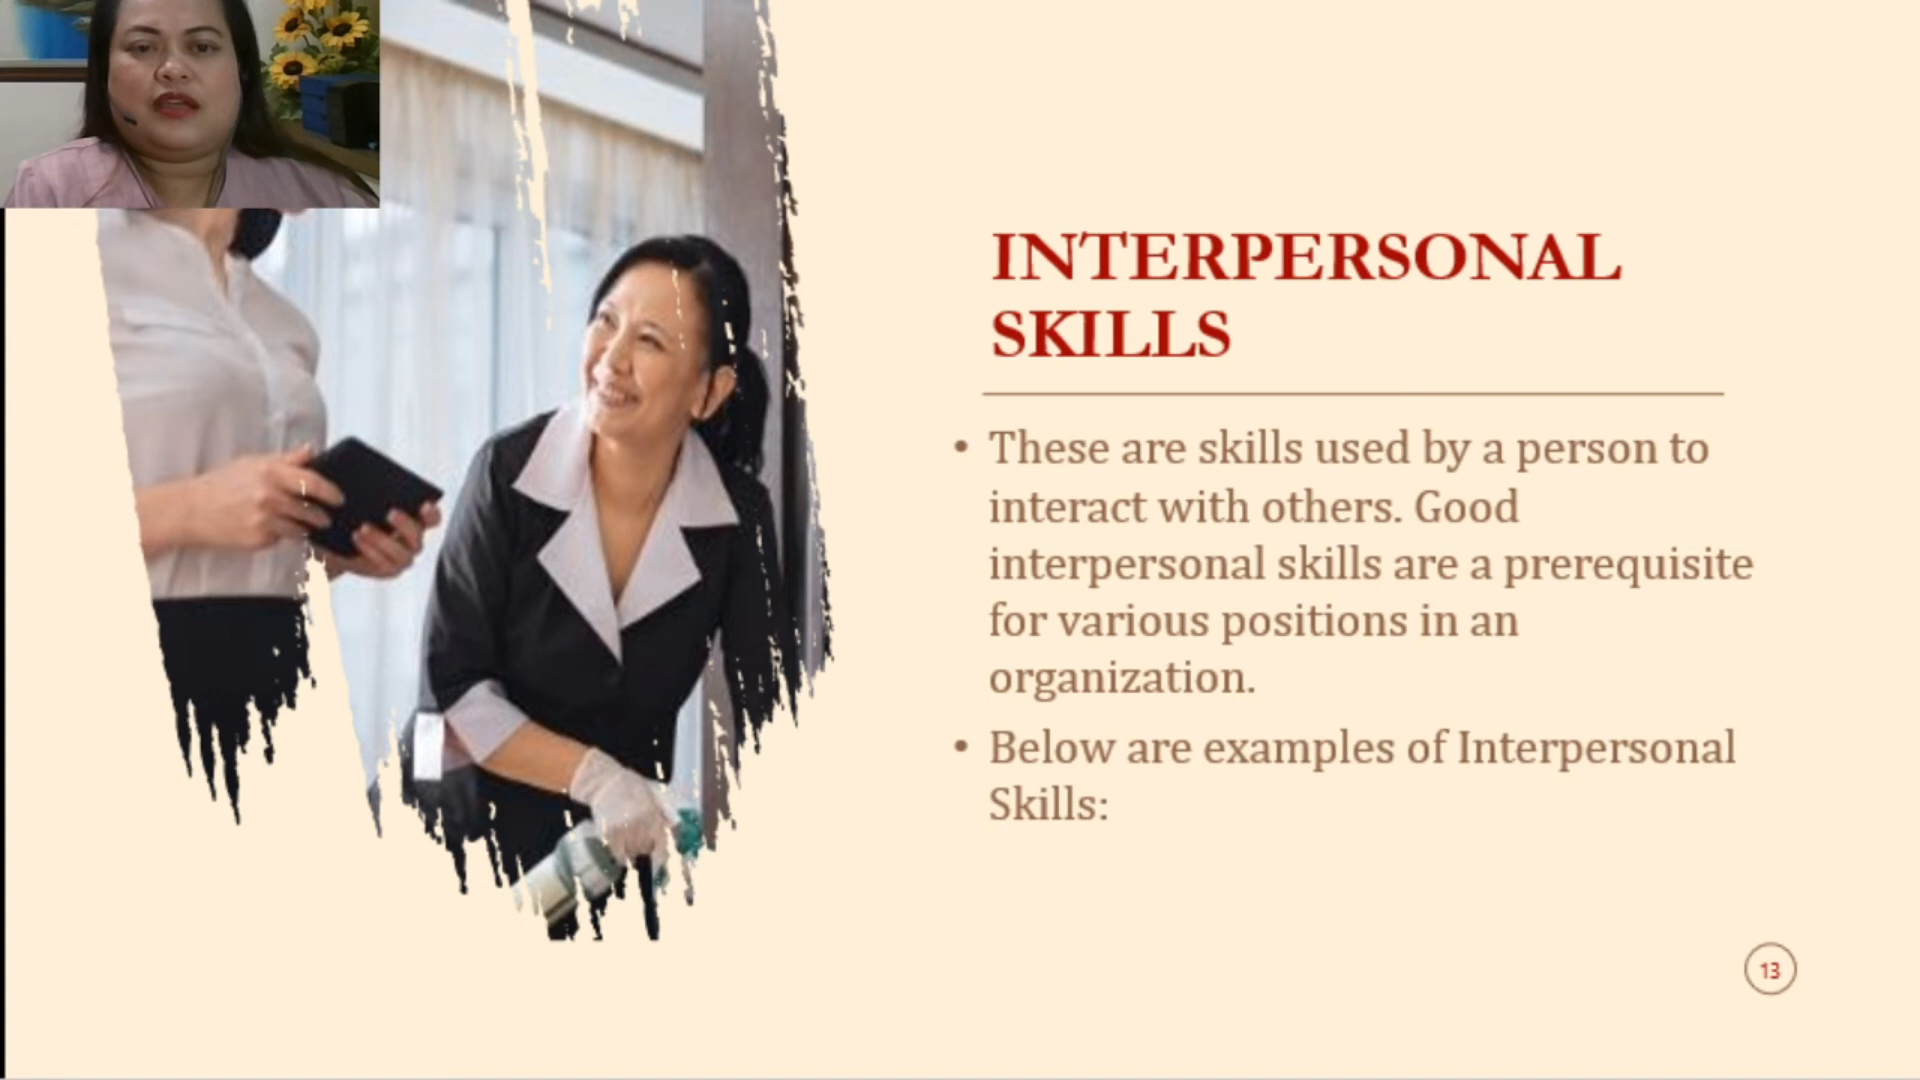 INTERPERSONAL
SKILLS
• These are skills used by a person to
interact with others. Good
interpersonal skills are a prerequisite
for various positions in an
organization.
• Below are examples of Interpersonal
Skills:
13